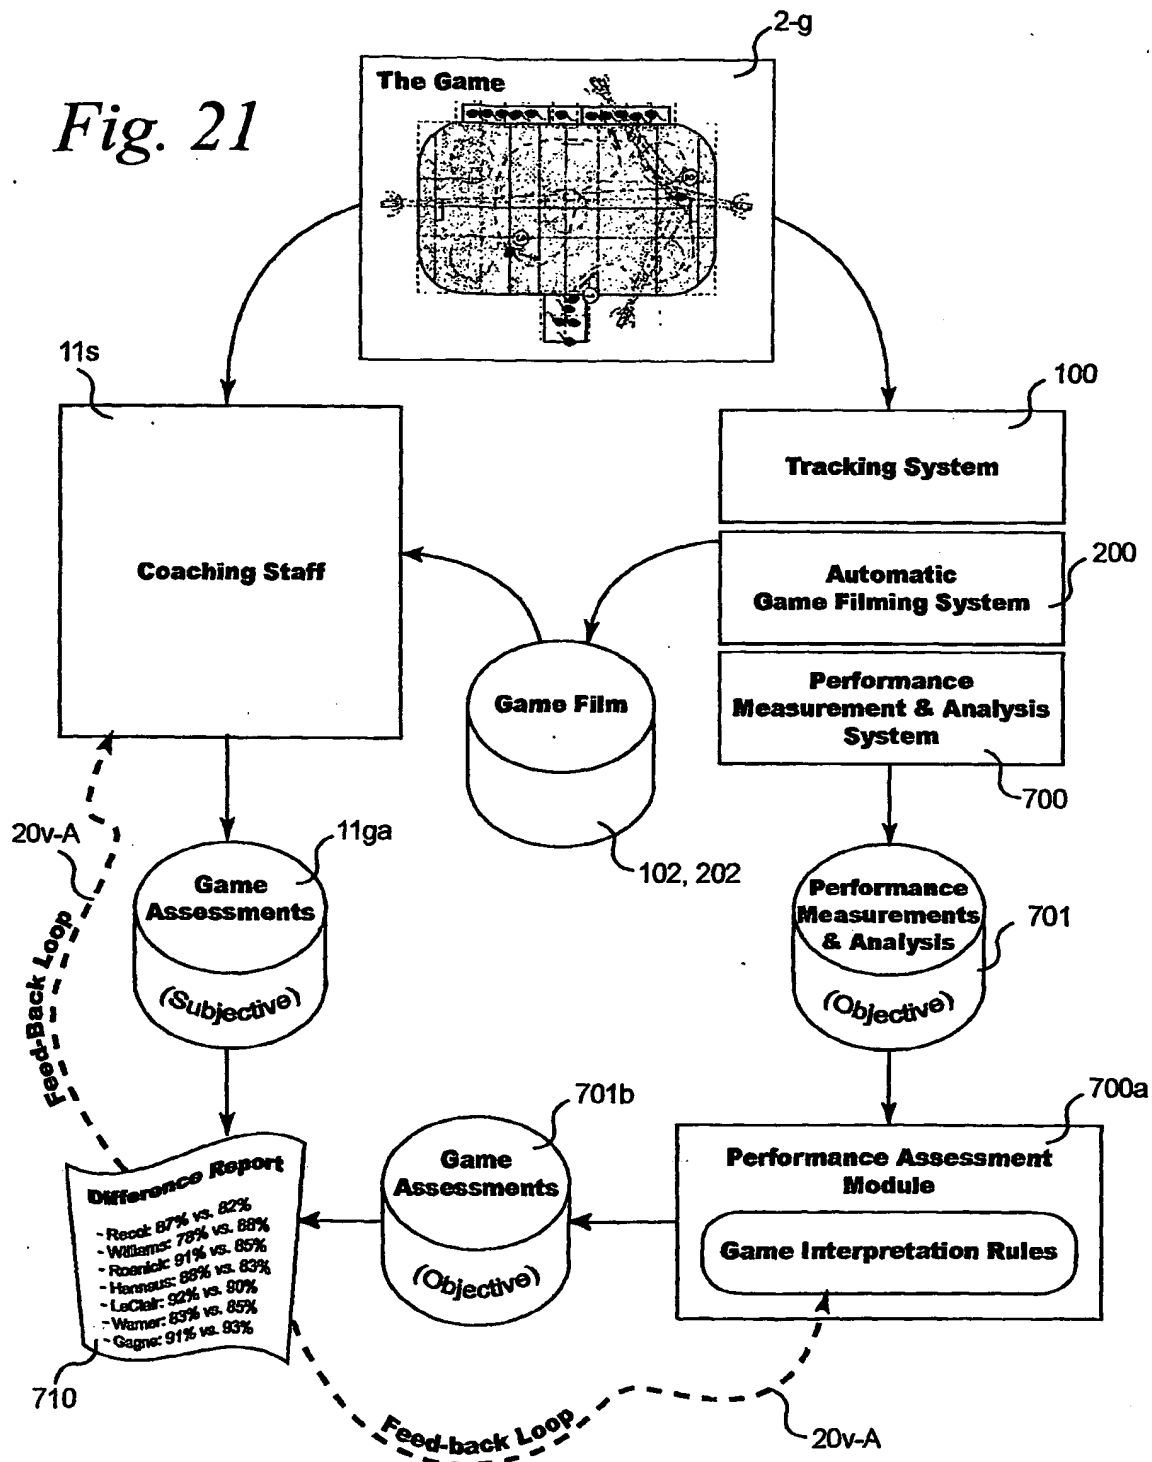 2-g
The Game
Fig. 21
2
3
1
11s
100
Tracking System
Coaching Staff
200
Automatic
Game Filming System
Game Film
Performance
Measurement & Analysis
System
700
20v-A
11ga
102, 202
Game
Assessments
(Subjective)
Performance
Measurements
& Analysis
(Objective)
701
Feed-Back Loop
701b
700a
Game
Assessments
(Objective)
Performance Assessment
Module
Game Interpretation Rules
Difference Report
- Recci: 87% vs. 82%
- Williams: 78% vs. 88%
- Roenick: 91% vs. 85%
- Hannaus: 88% vs. 83%
- LeClair: 92% vs. 90%
- Warner: 83% vs. 85%
- Gagne: 91% vs. 93%
710
Feed-back Loop
20v-A